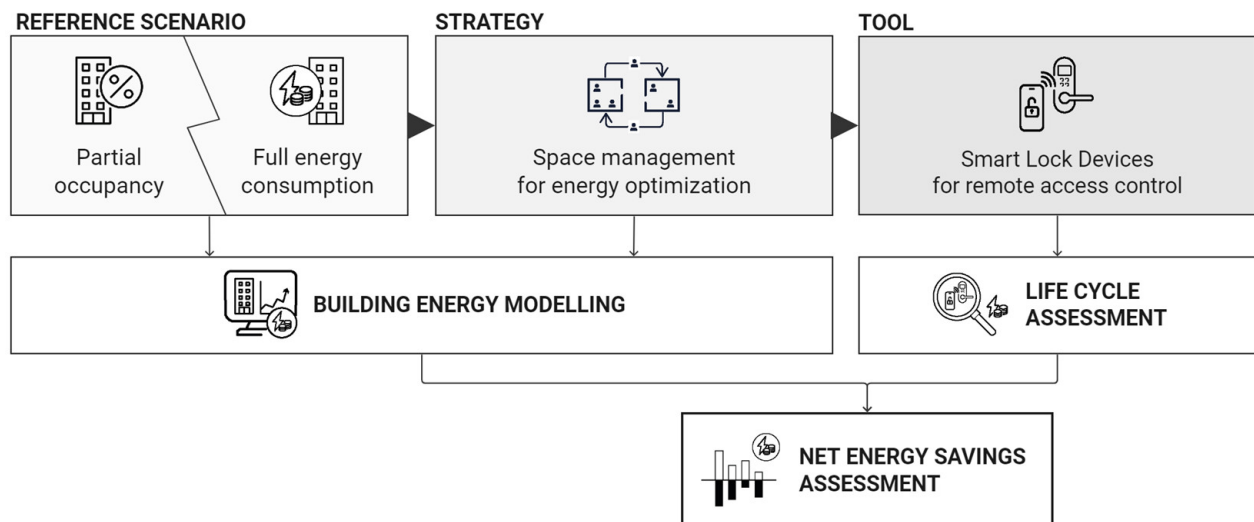 REFERENCE SCENARIO
STRATEGY
TOOL
Partial
occupancy
Full energy
consumption
Space management
for energy optimization
Smart Lock Devices
for remote access control
BUILDING ENERGY MODELLING
LIFE CYCLE
ASSESSMENT
NET ENERGY SAVINGS
ASSESSMENT